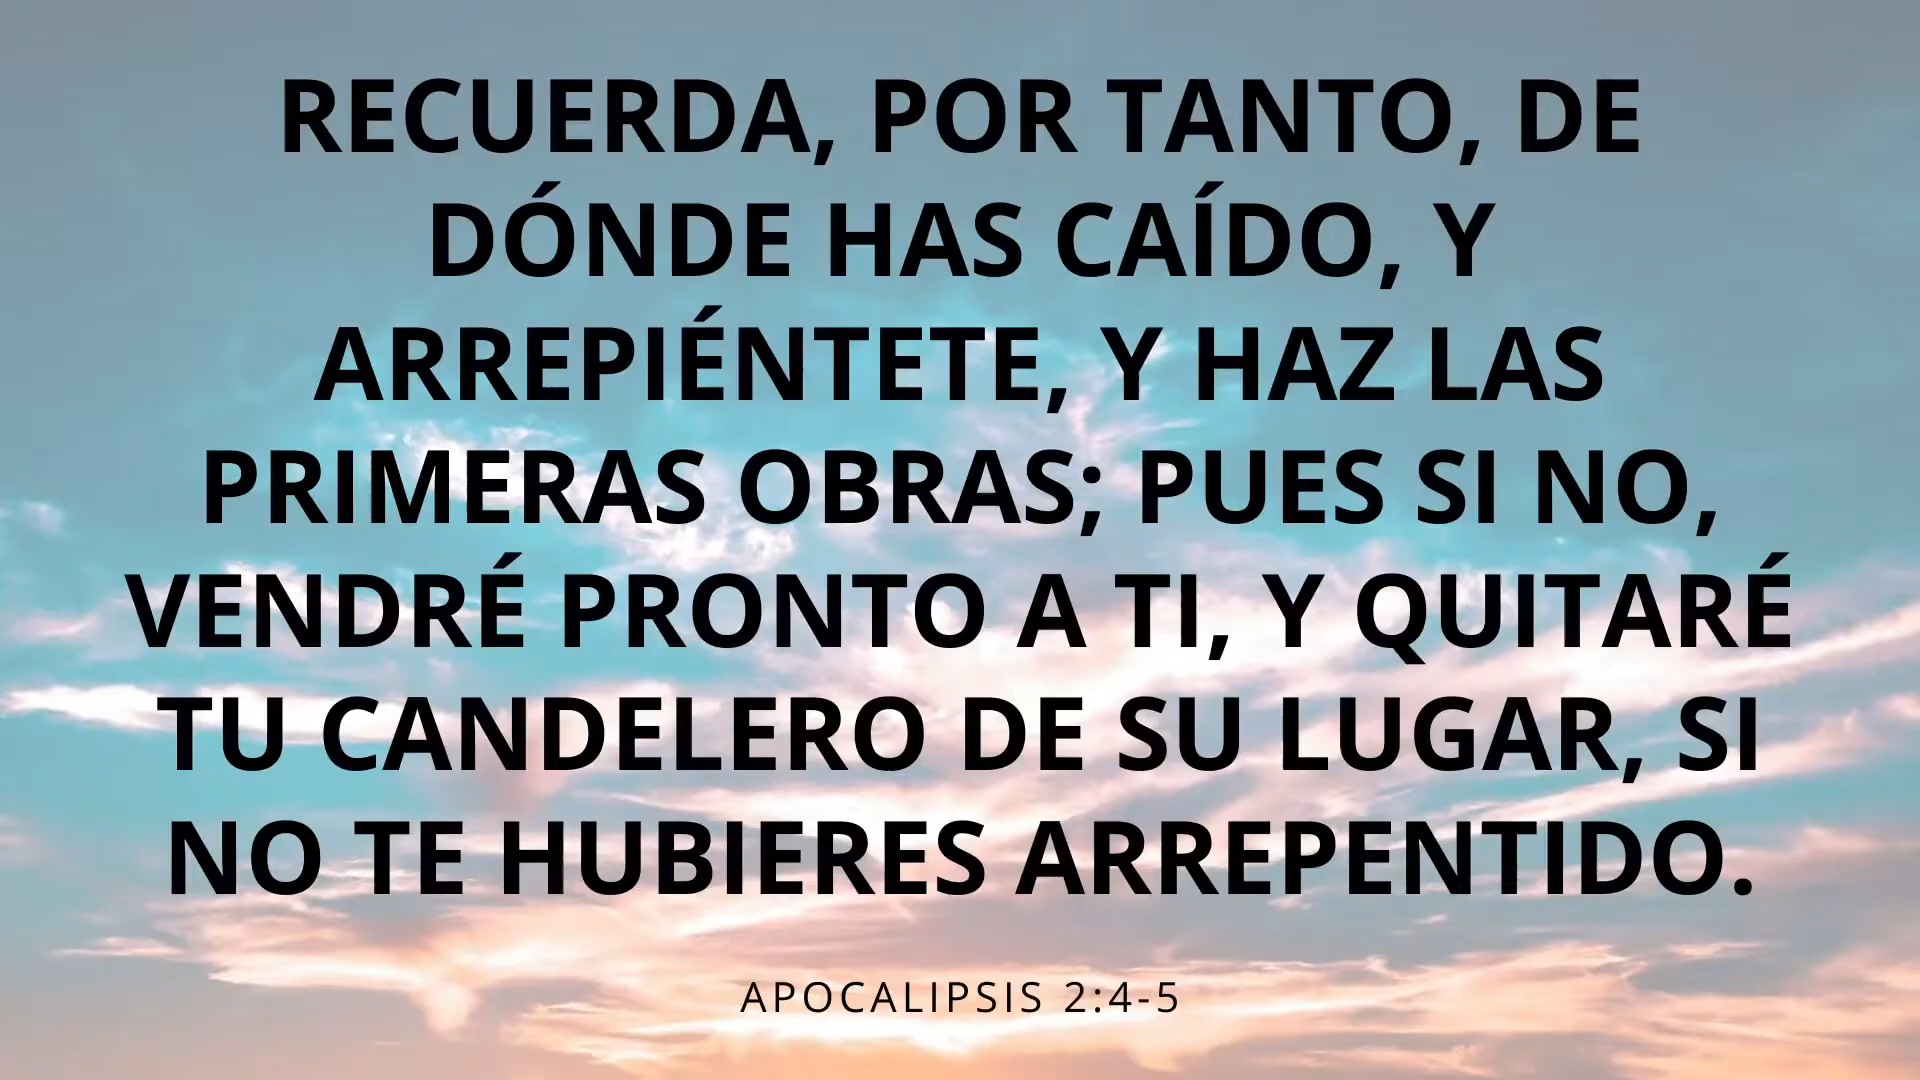 RECUERDA, POR TANTO, DE
DÓNDE HAS CAÍDO, Y
ARREPIÉNTETE, Y HAZ LAS
PRIMERAS OBRAS; PUES SI NO,
VENDRÉ PRONTO A TI, Y QUITARÉ
TU CANDELERO DE SU LUGAR, SI
NO TE HUBIERES ARREPENTIDO.
APOCALIPSIS 2:4-5